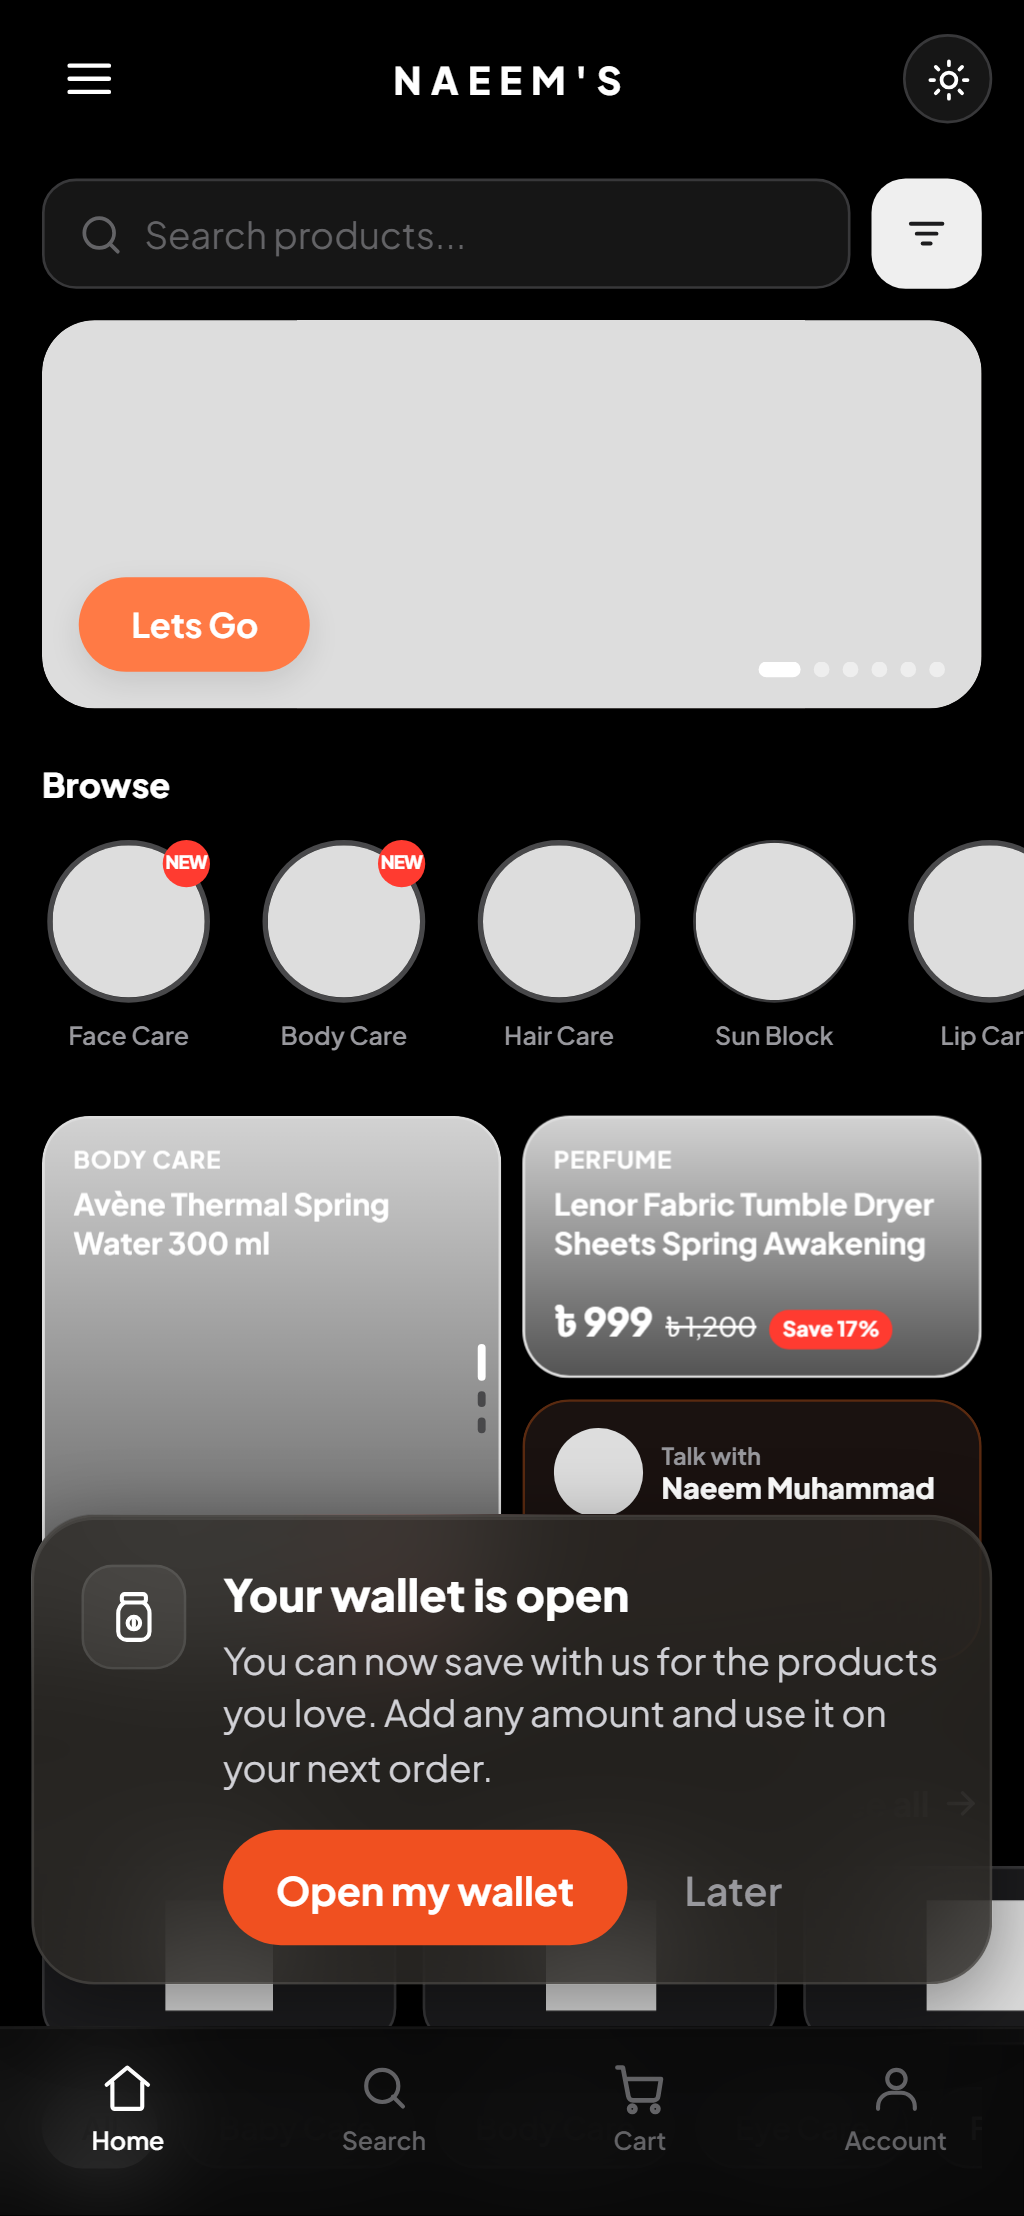 NAEEM'S
Search products...
Lets Go
Browse
NEW
NEW
Face Care
Body Care
Hair Care
Sun Block
Lip Car
BODY CARE
Avène Thermal Spring
Water 300 ml
PERFUME
Lenor Fabric Tumble Dryer
Sheets Spring Awakening
৳ 999 ৳ 1,200 Save 17%
Talk with
Naeem Muhammad
Your wallet is open
You can now save with us for the products
you love. Add any amount and use it on
your next order.
Open my wallet
Later
Home
Search
Cart
Account